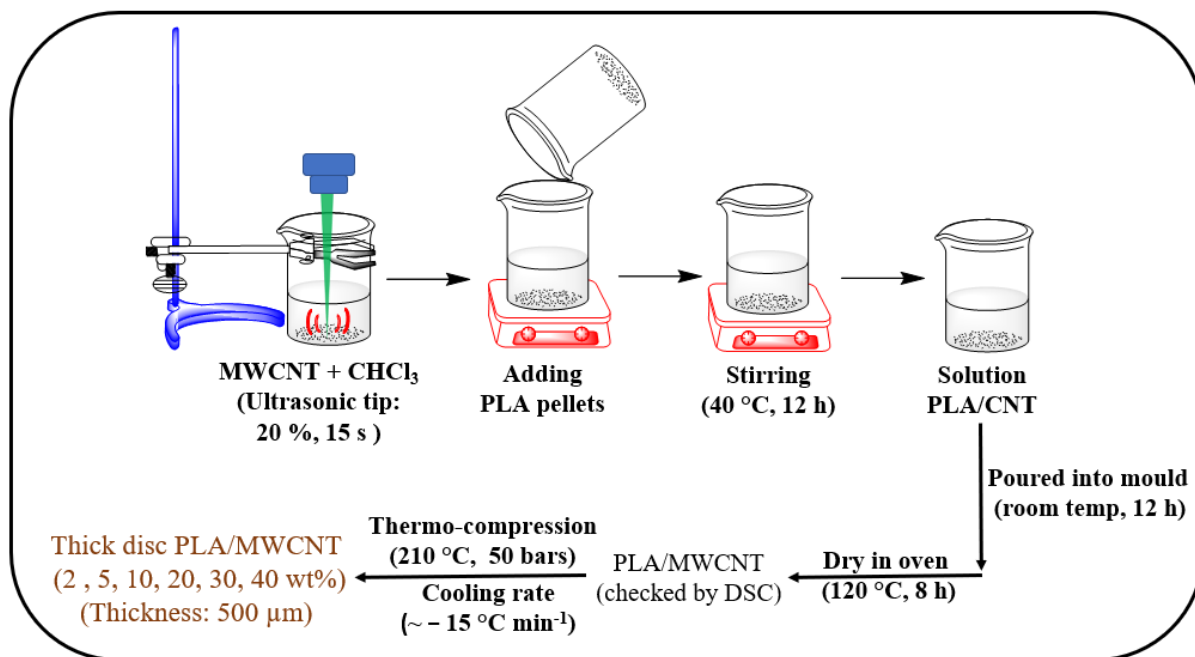 MWCNT + CHCl₃
(Ultrasonic tip:
20 %, 15 s )
Adding
PLA pellets
Stirring
(40 °C, 12 h)
Solution
PLA/CNT
Poured into mould
(room temp, 12 h)
Dry in oven
(120 °C, 8 h)
PLA/MWCNT
(checked by DSC)
Thermo-compression
(210 °C, 50 bars)
Cooling rate
(~ – 15 °C min⁻¹)
Thick disc PLA/MWCNT
(2 , 5, 10, 20, 30, 40 wt%)
(Thickness: 500 µm)